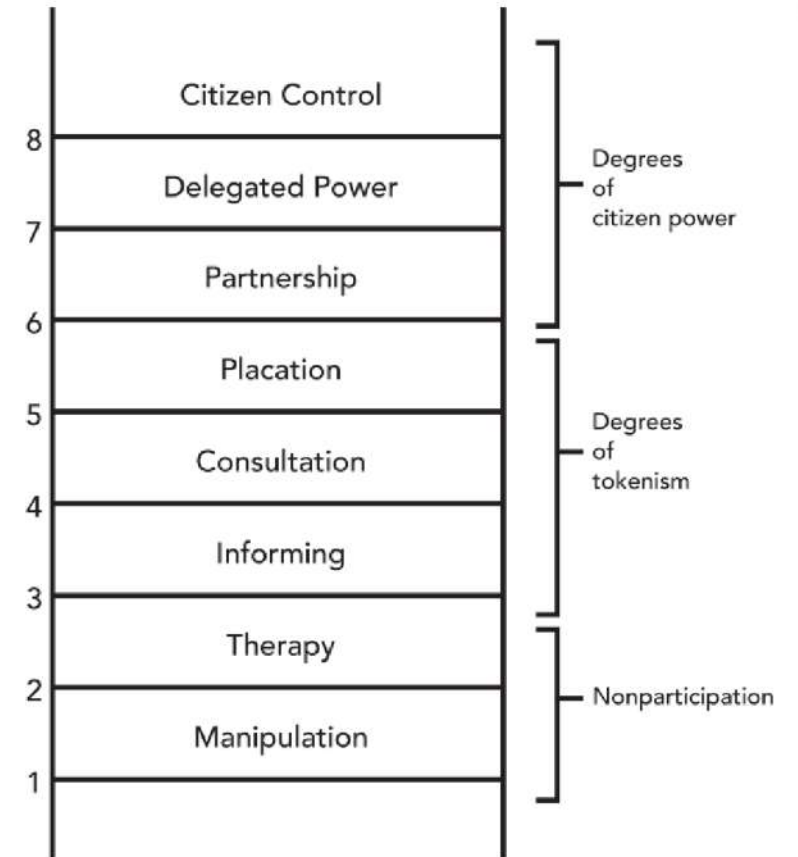 Citizen Control
8
Delegated Power
7
Partnership
6
Placation
5
Consultation
4
Informing
3
Therapy
2
Manipulation
1
Degrees
of
citizen power
Degrees
of
tokenism
Nonparticipation